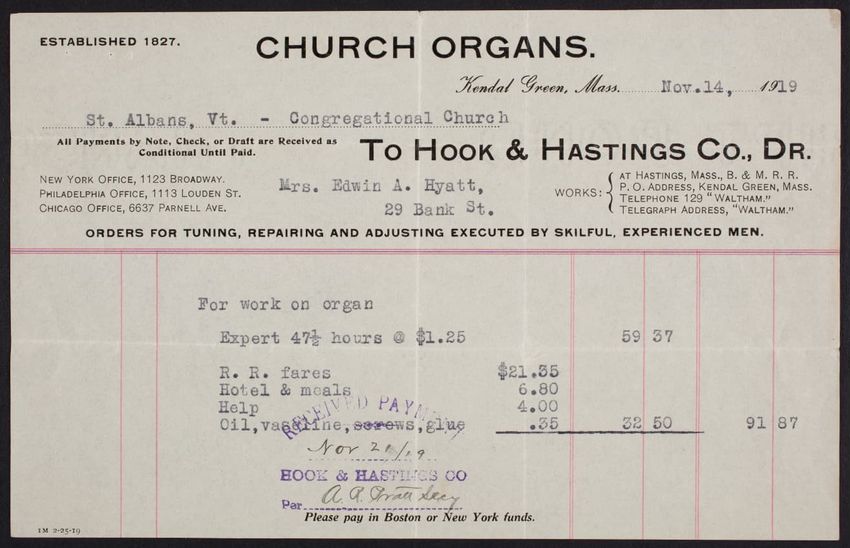 ESTABLISHED 1827.
CHURCH ORGANS.
Kendal Green, Mass. Nov.14, 1919
St. Albans, Vt. - Congregational Church
All Payments by Note, Check, or Draft are Received as
Conditional Until Paid.
To Hook & Hastings Co., Dr.
New York Office, 1123 Broadway.
Philadelphia Office, 1113 Louden St.
Chicago Office, 6637 Parnell Ave.
Mrs. Edwin A. Hyatt,
29 Bank St.
WORKS:
AT HASTINGS, MASS., B. & M. R. R.
P. O. ADDRESS, KENDAL GREEN, MASS.
TELEPHONE 129 "WALTHAM."
TELEGRAPH ADDRESS, "WALTHAM."
ORDERS FOR TUNING, REPAIRING AND ADJUSTING EXECUTED BY SKILFUL, EXPERIENCED MEN.
For work on organ
Expert 47½ hours @ $1.25 59 37
R. R. fares $21.35
Hotel & meals 6.80
Help 4.00
Oil, vaseline, screws, glue .35 32 50 91 87
RECEIVED PAYMENT
Nov 20/19
HOOK & HASTINGS CO
Per A. R. Pratt Secy
Please pay in Boston or New York funds.
1M 2-25-19